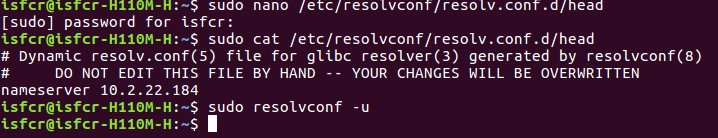 isfcr@isfcr-H110M-H:~$ sudo nano /etc/resolvconf/resolv.conf.d/head
[sudo] password for isfcr:
isfcr@isfcr-H110M-H:~$ sudo cat /etc/resolvconf/resolv.conf.d/head
# Dynamic resolv.conf(5) file for glibc resolver(3) generated by resolvconf(8)
#     DO NOT EDIT THIS FILE BY HAND -- YOUR CHANGES WILL BE OVERWRITTEN
nameserver 10.2.22.184
isfcr@isfcr-H110M-H:~$ sudo resolvconf -u
isfcr@isfcr-H110M-H:~$